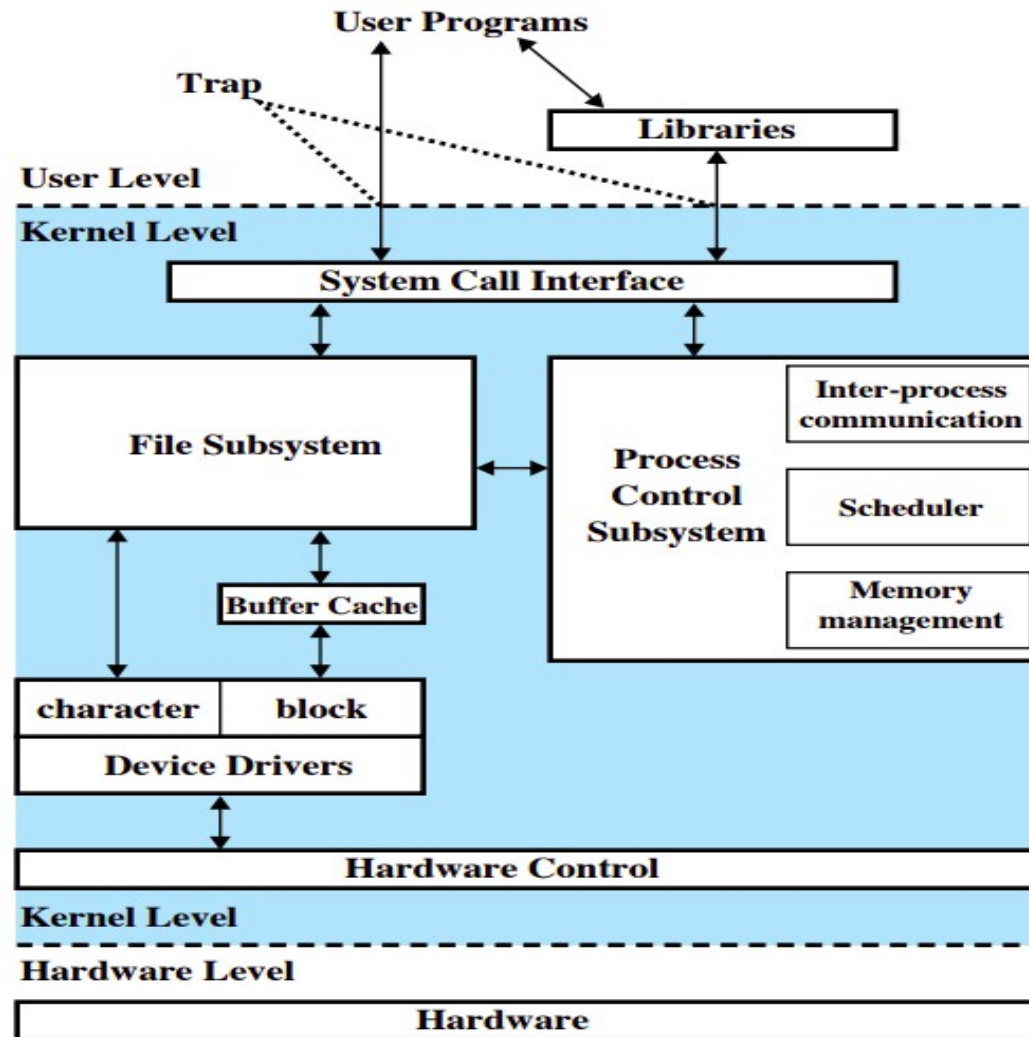 User Programs
Trap
Libraries
User Level
Kernel Level
System Call Interface
File Subsystem
Process
Control
Subsystem
Inter-process
communication
Scheduler
Memory
management
Buffer Cache
character
block
Device Drivers
Hardware Control
Kernel Level
Hardware Level
Hardware